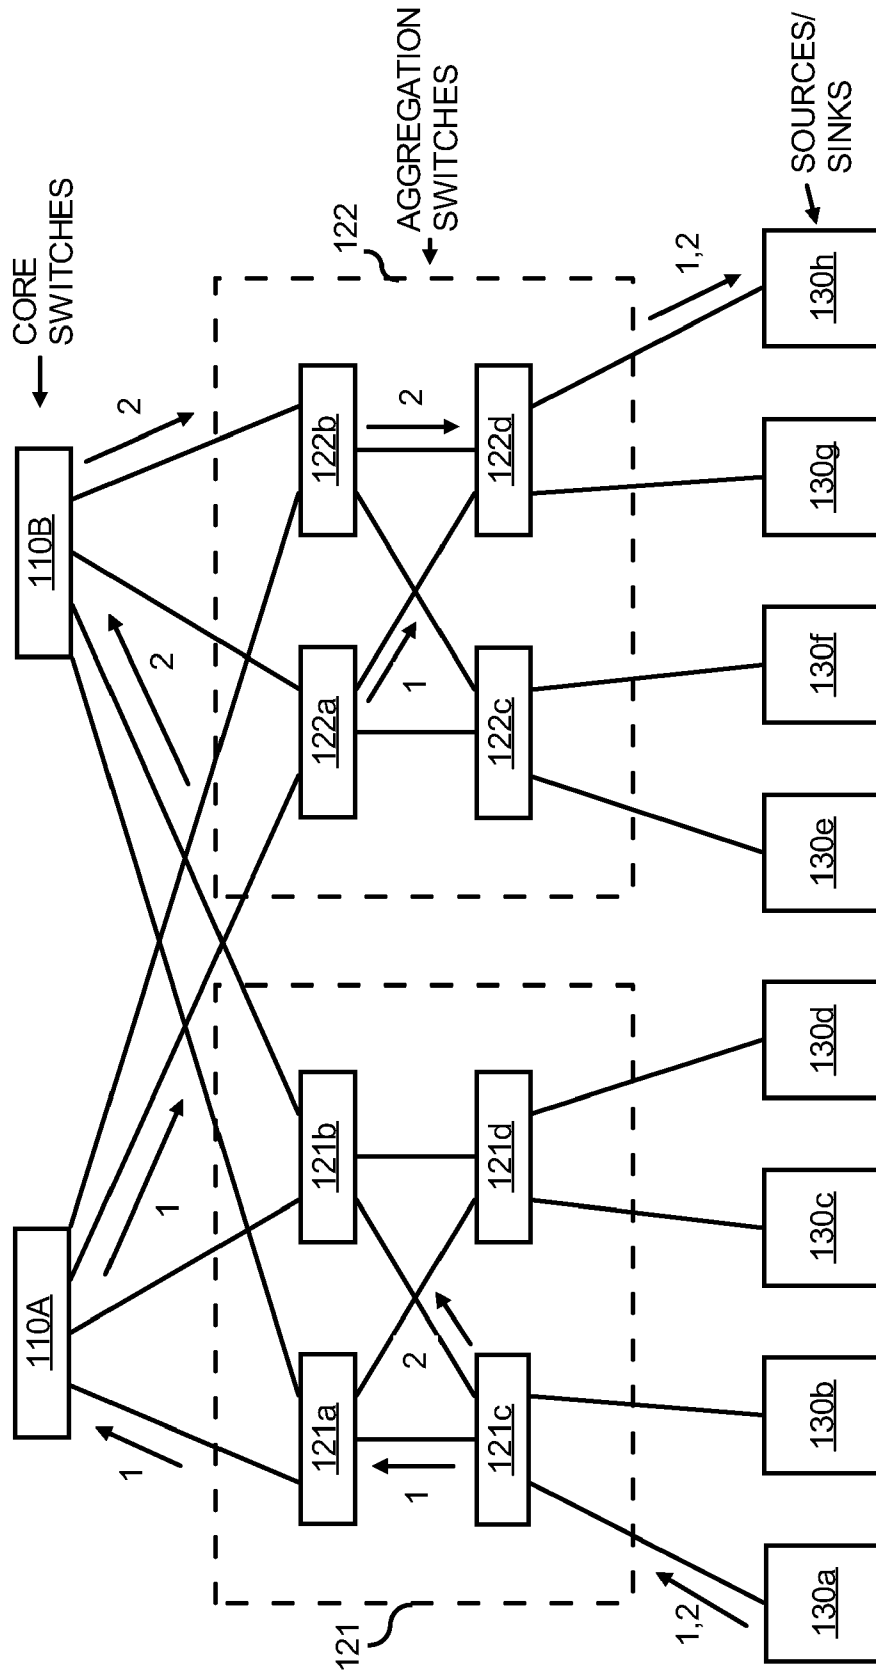 CORE
SWITCHES
110A
110B
2
1
1
2
122
AGGREGATION
SWITCHES
121a
121b
122a
122b
1
2
1
2
121c
121d
122c
122d
121
1,2
1,2
SOURCES/
SINKS
130a
130b
130c
130d
130e
130f
130g
130h